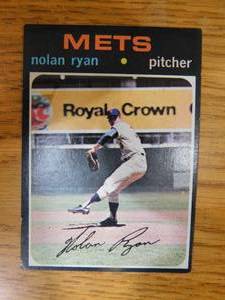 METS
nolan ryan • pitcher
Royal Crown
Nolan Ryan